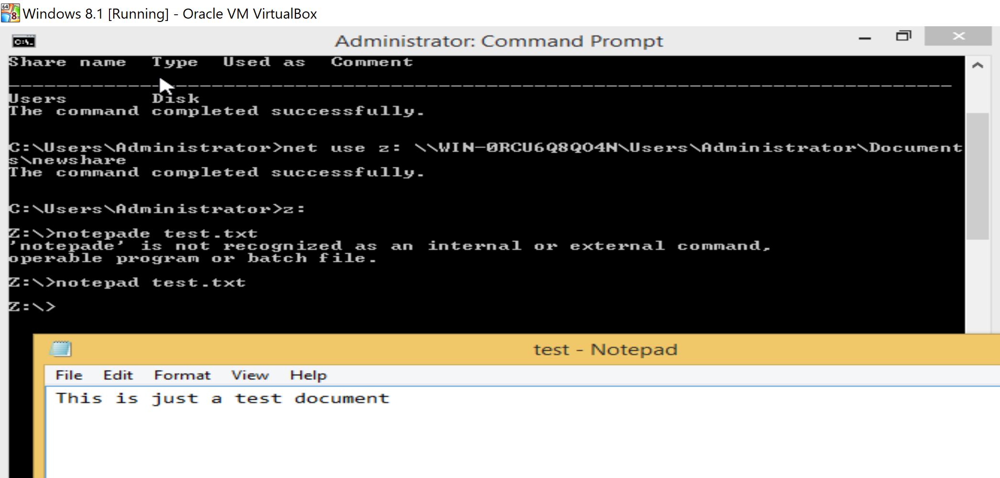 Windows 8.1 [Running] - Oracle VM VirtualBox
Administrator: Command Prompt
Share name Type Used as Comment
Users Disk
The command completed successfully.
C:\Users\Administrator>net use z: \\WIN-0RCU6Q8QO4N\Users\Administrator\Document
s\newshare
The command completed successfully.
C:\Users\Administrator>z:
Z:\>notepade test.txt
'notepade' is not recognized as an internal or external command,
operable program or batch file.
Z:\>notepad test.txt
Z:\>
test - Notepad
File Edit Format View Help
This is just a test document